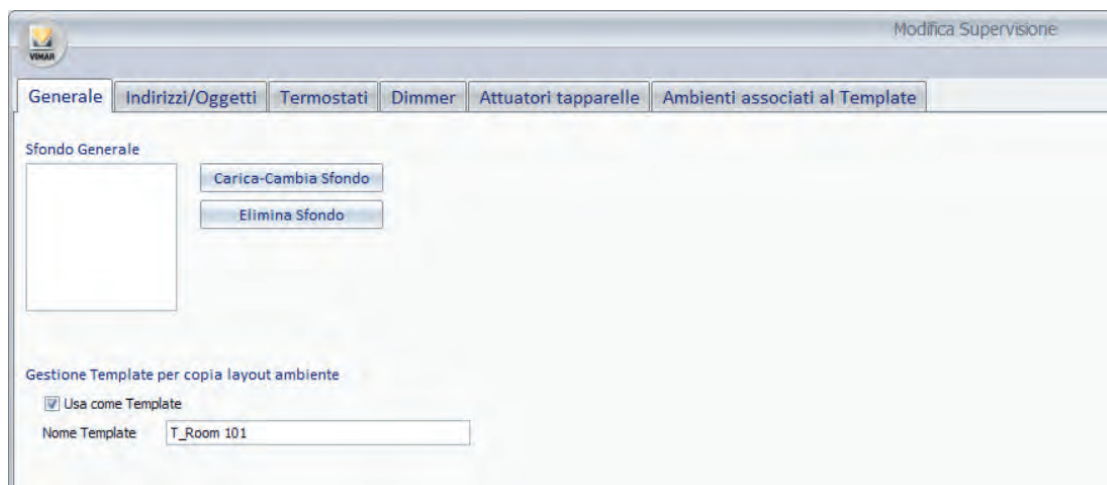 Modifica Supervisione
VIMAR
Generale Indirizzi/Oggetti Termostati Dimmer Attuatori tapparelle Ambienti associati al Template
Sfondo Generale
Carica-Cambia Sfondo
Elimina Sfondo
Gestione Template per copia layout ambiente
Usa come Template
Nome Template T_Room 101